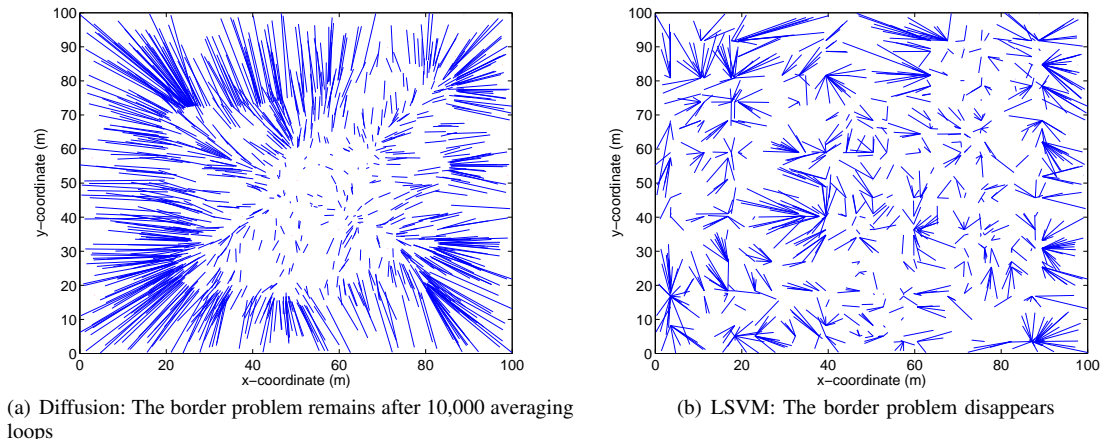 100
90
80
70
60
50
40
30
20
10
0
y−coordinate (m)
0 20 40 60 80 100
x−coordinate (m)
(a) Diffusion: The border problem remains after 10,000 averaging
loops
100
90
80
70
60
50
40
30
20
10
0
y−coordinate (m)
0 20 40 60 80 100
x−coordinate (m)
(b) LSVM: The border problem disappears